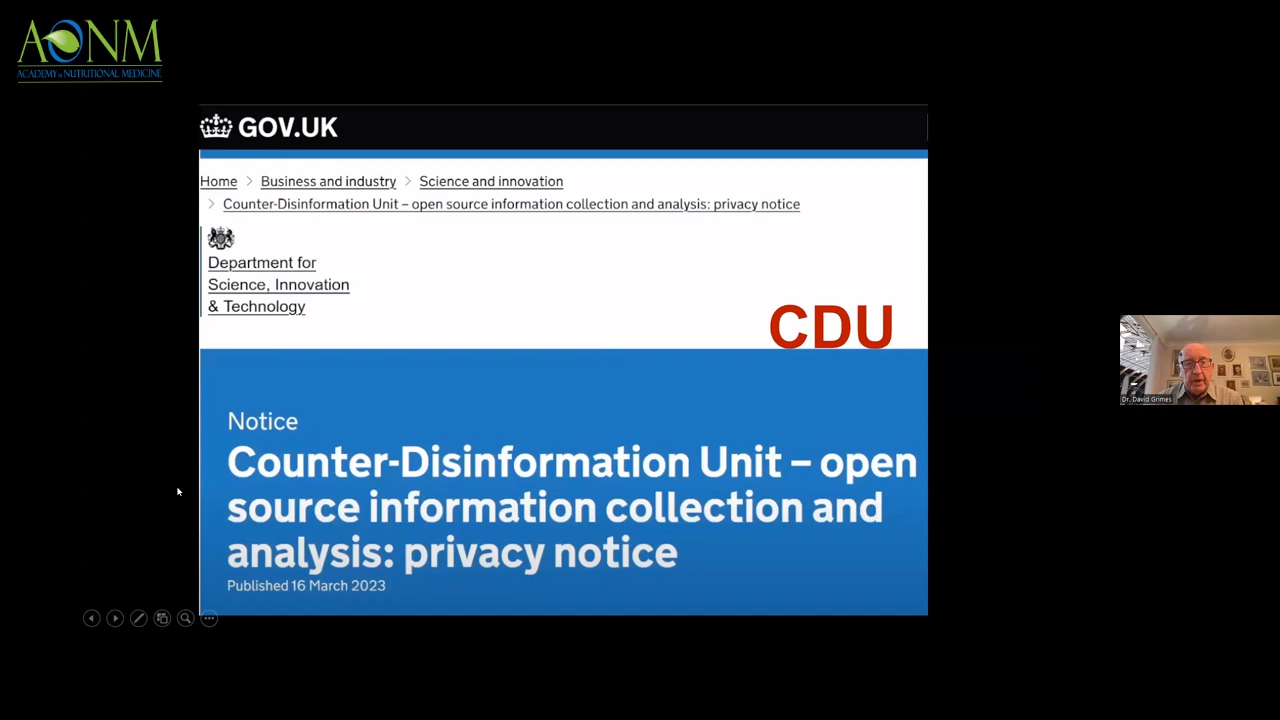 AONM
ACADEMY of NUTRITIONAL MEDICINE
GOV.UK
Home > Business and industry > Science and innovation
> Counter-Disinformation Unit – open source information collection and analysis: privacy notice
Department for
Science, Innovation
& Technology
CDU
Notice
Counter-Disinformation Unit – open
source information collection and
analysis: privacy notice
Published 16 March 2023
Dr. David Grimes